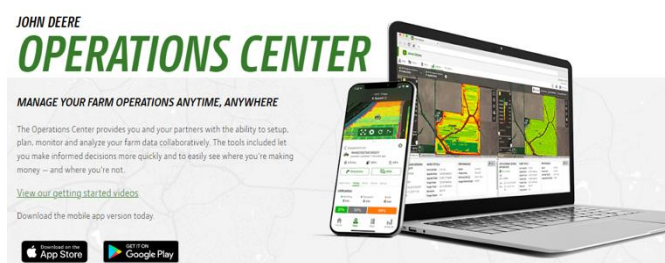 JOHN DEERE
OPERATIONS CENTER
MANAGE YOUR FARM OPERATIONS ANYTIME, ANYWHERE
The Operations Center provides you and your partners with the ability to setup,
plan, monitor and analyze your farm data collaboratively. The tools included let
you make informed decisions more quickly and to easily see where you're making
money — and where you're not.
View our getting started videos
Download the mobile app version today.
Download on the
App Store
GET IT ON
Google Play